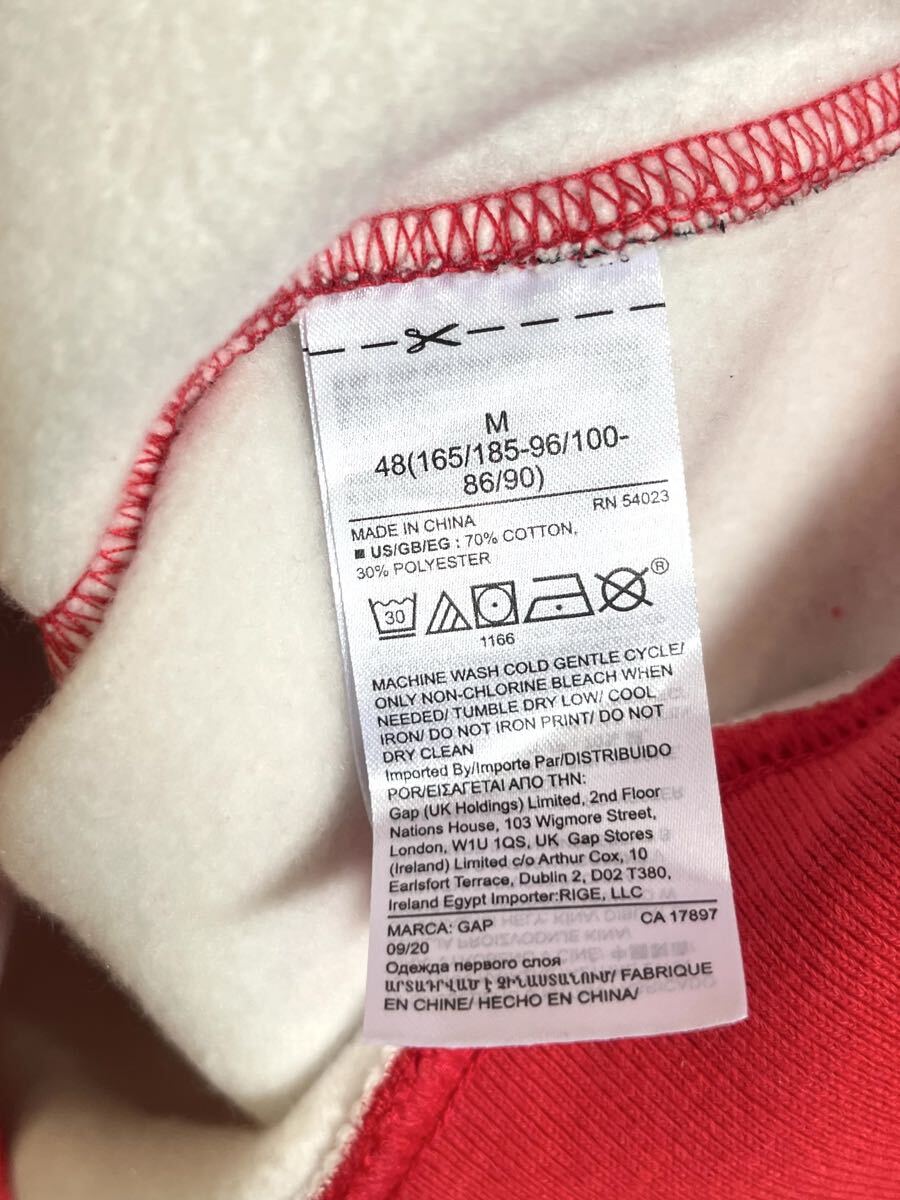 M
48(165/185-96/100-
86/90)
RN 54023
MADE IN CHINA
■ US/GB/EG : 70% COTTON,
30% POLYESTER
30
®
1166
MACHINE WASH COLD GENTLE CYCLE/
ONLY NON-CHLORINE BLEACH WHEN
NEEDED/ TUMBLE DRY LOW/ COOL
IRON/ DO NOT IRON PRINT/ DO NOT
DRY CLEAN
Imported By/Importe Par/DISTRIBUIDO
POR/ΕΙΣΑΓΕΤΑΙ ΑΠΟ ΤΗΝ:
Gap (UK Holdings) Limited, 2nd Floor
Nations House, 103 Wigmore Street,
London, W1U 1QS, UK Gap Stores
(Ireland) Limited c/o Arthur Cox, 10
Earlsfort Terrace, Dublin 2, D02 T380,
Ireland Egypt Importer:RIGE, LLC
MARCA: GAP
CA 17897
09/20
Одежда первого слоя
ԱՐՏԱԴՐՎԱԾ Է ՉԻՆԱՍՏԱՆՈՒՄ/ FABRIQUE
EN CHINE/ HECHO EN CHINA/